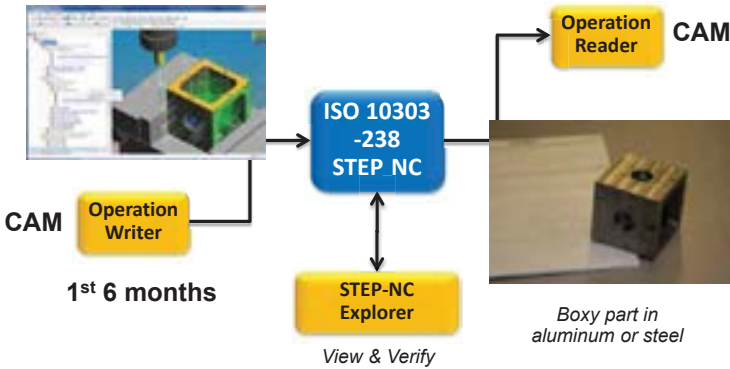 Operation
Reader
CAM
ISO 10303
-238
STEP_NC
CAM
Operation
Writer
1st 6 months
STEP-NC
Explorer
View & Verify
Boxy part in
aluminum or steel